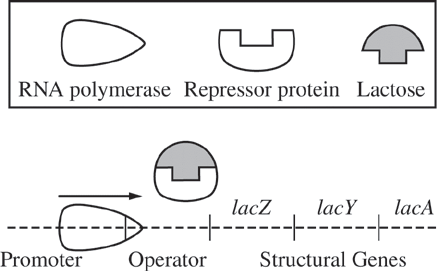 RNA polymerase Repressor protein Lactose
lacZ lacY lacA
Promoter Operator Structural Genes